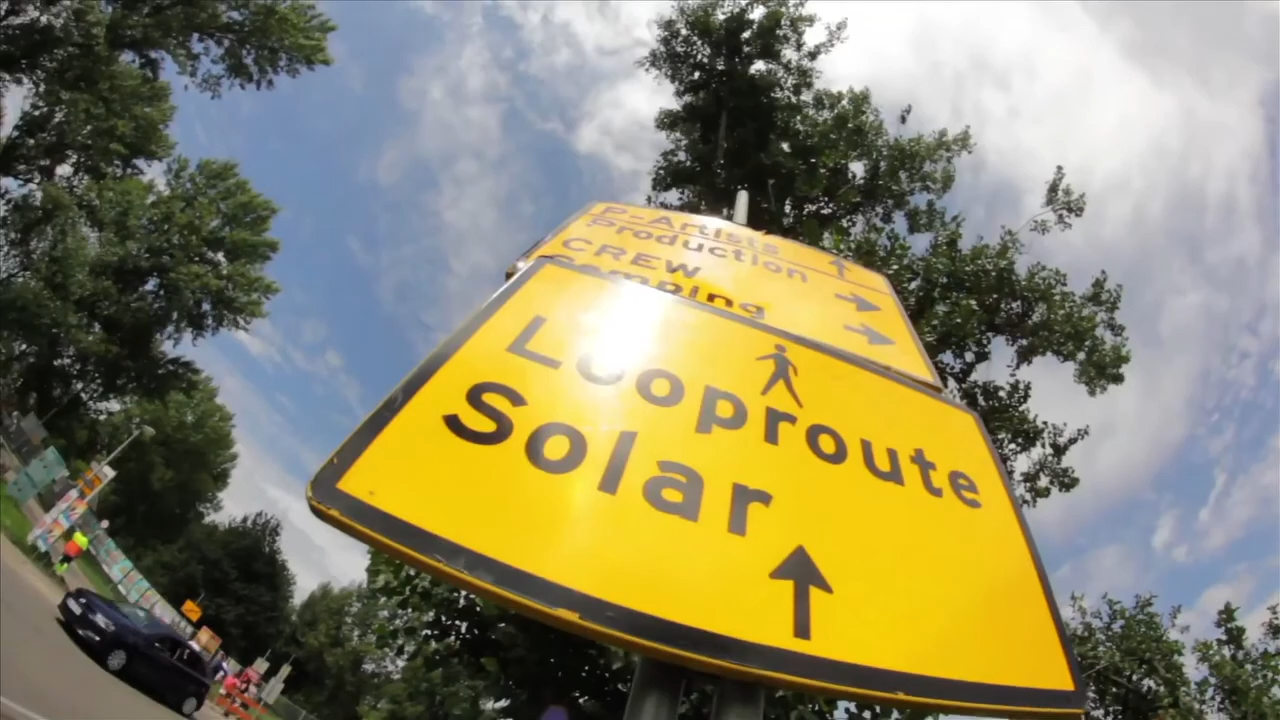 P-Artists
Production
CREW
Camping
Looproute
Solar